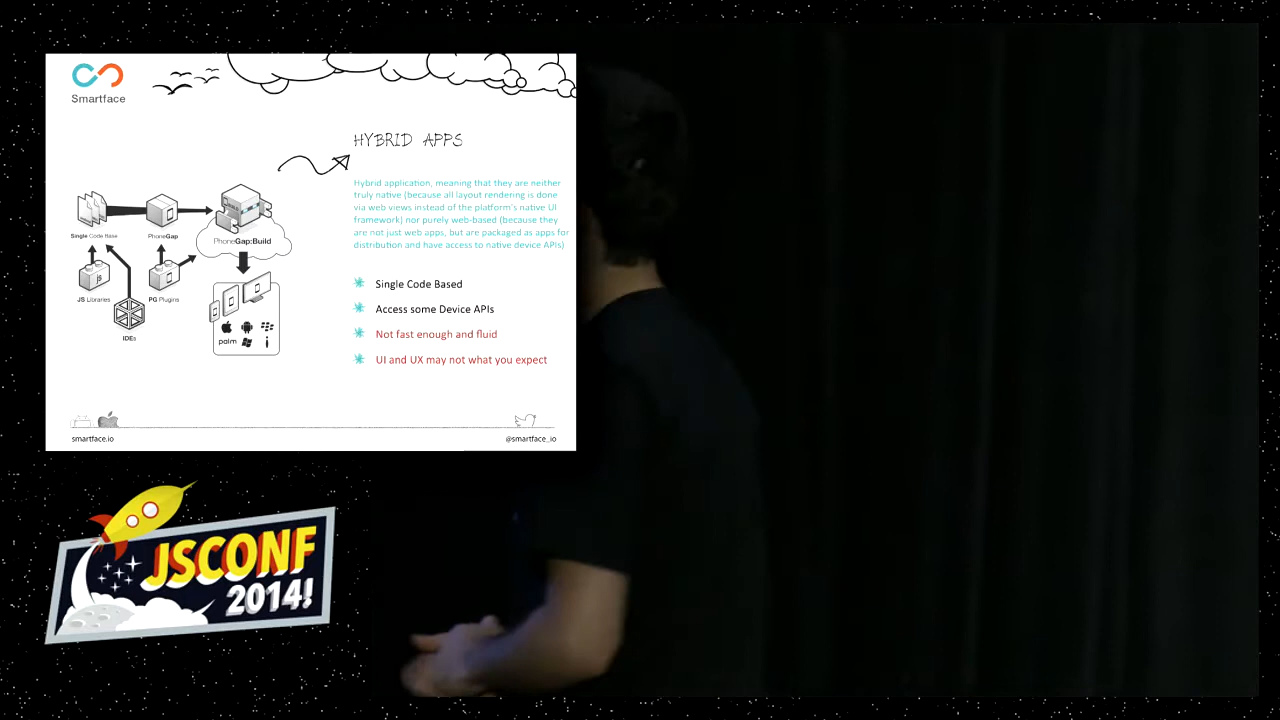 Smartface
HYBRID APPS
Hybrid application, meaning that they are neither
truly native (because all layout rendering is done
via web views instead of the platform's native UI
framework) nor purely web-based (because they
are not just web apps, but are packaged as apps for
distribution and have access to native device APIs)
Single Code Based
Access some Device APIs
Not fast enough and fluid
UI and UX may not what you expect
Single Code Base
PhoneGap
PhoneGap:Build
js
JS Libraries
PG Plugins
IDEs
palm
smartface.io
@smartface_io
JSCONF
2014!